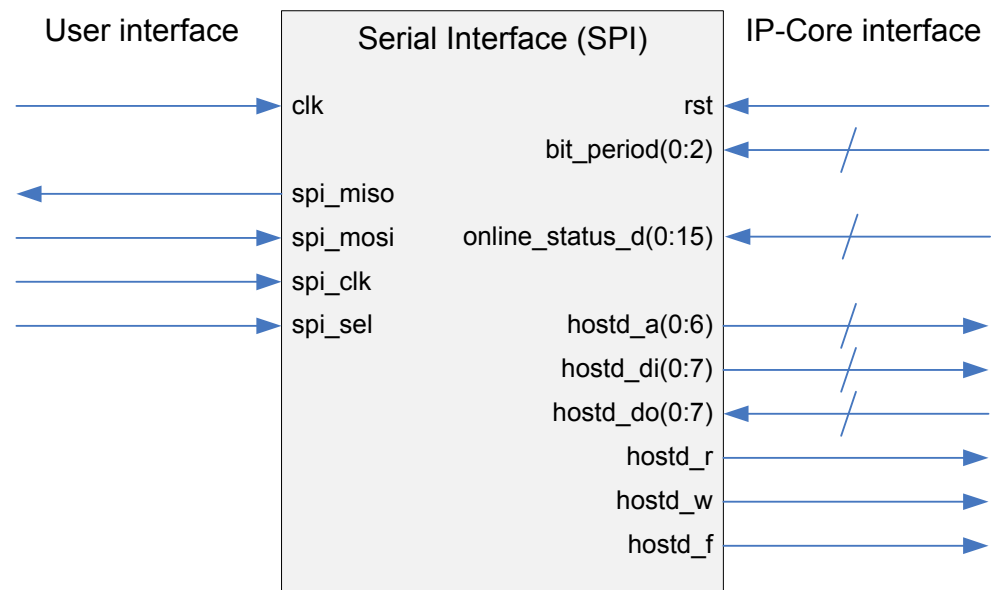 User interface
Serial Interface (SPI)
IP-Core interface
clk
rst
bit_period(0:2)
spi_miso
spi_mosi
online_status_d(0:15)
spi_clk
spi_sel
hostd_a(0:6)
hostd_di(0:7)
hostd_do(0:7)
hostd_r
hostd_w
hostd_f